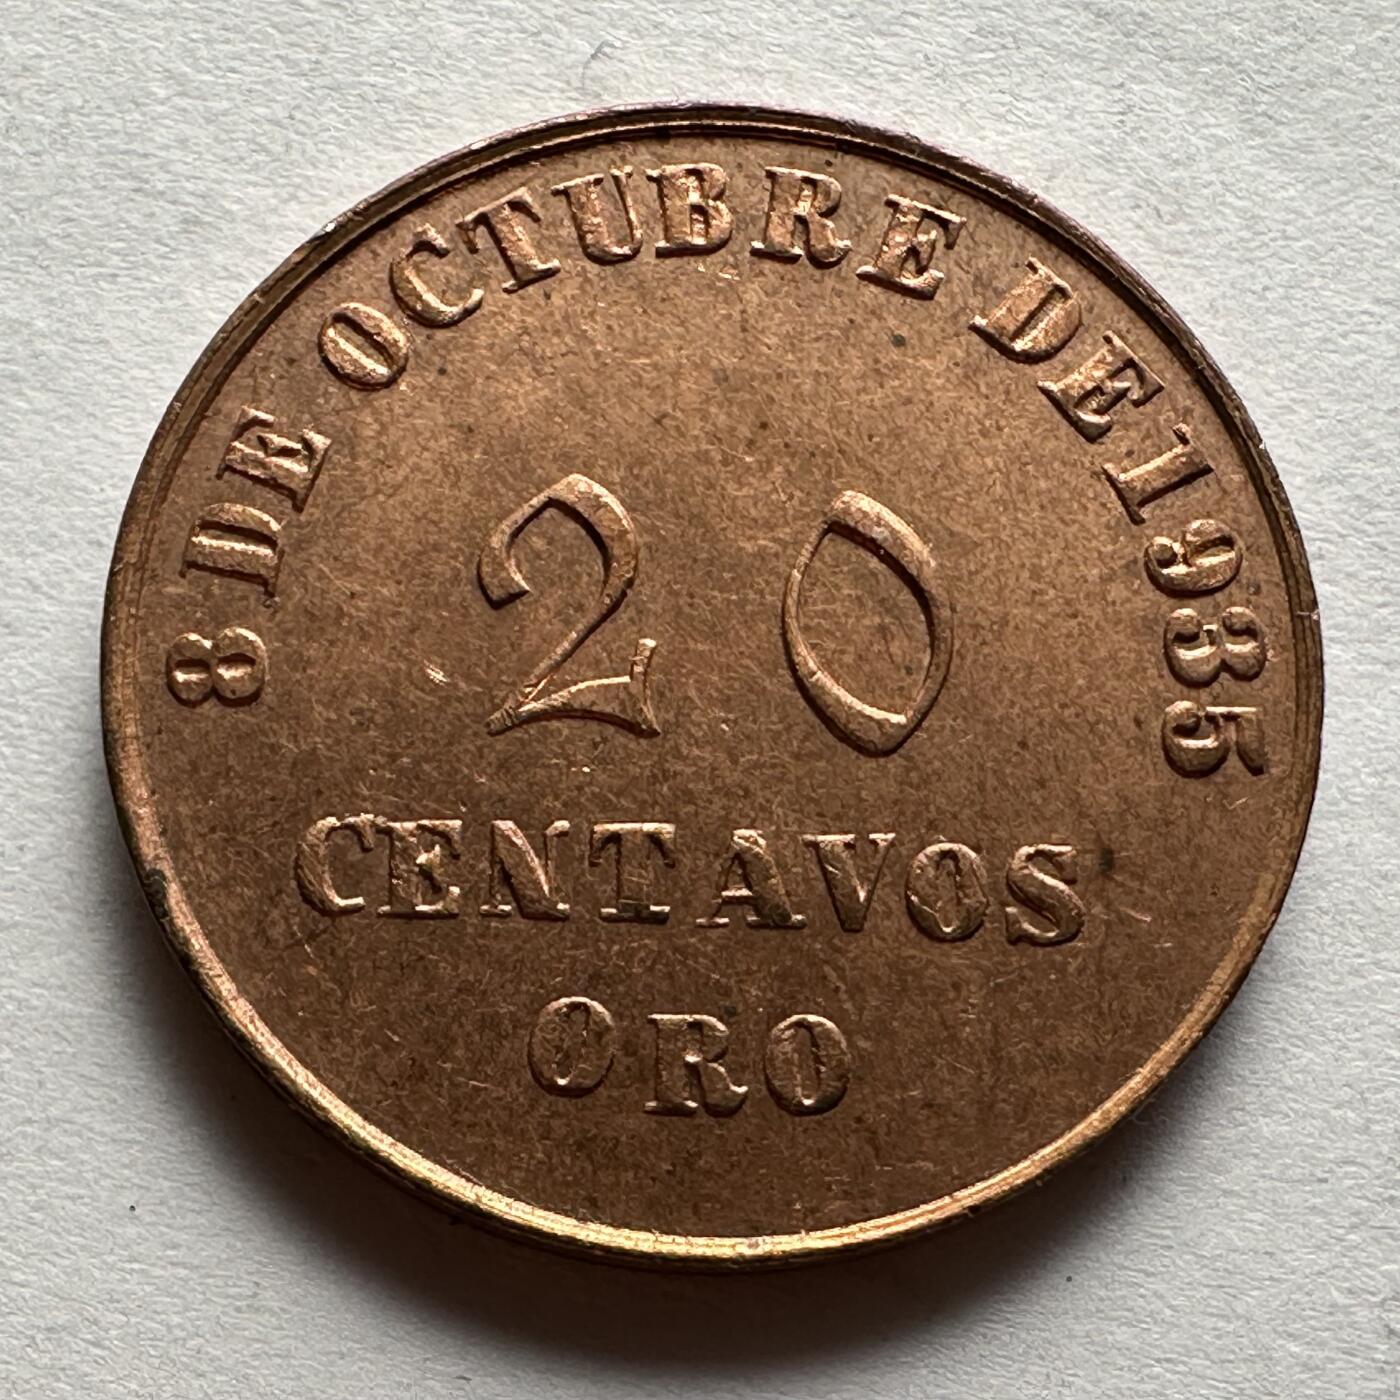 8 DE OCTUBRE DE 1935
20
CENTAVOS
ORO